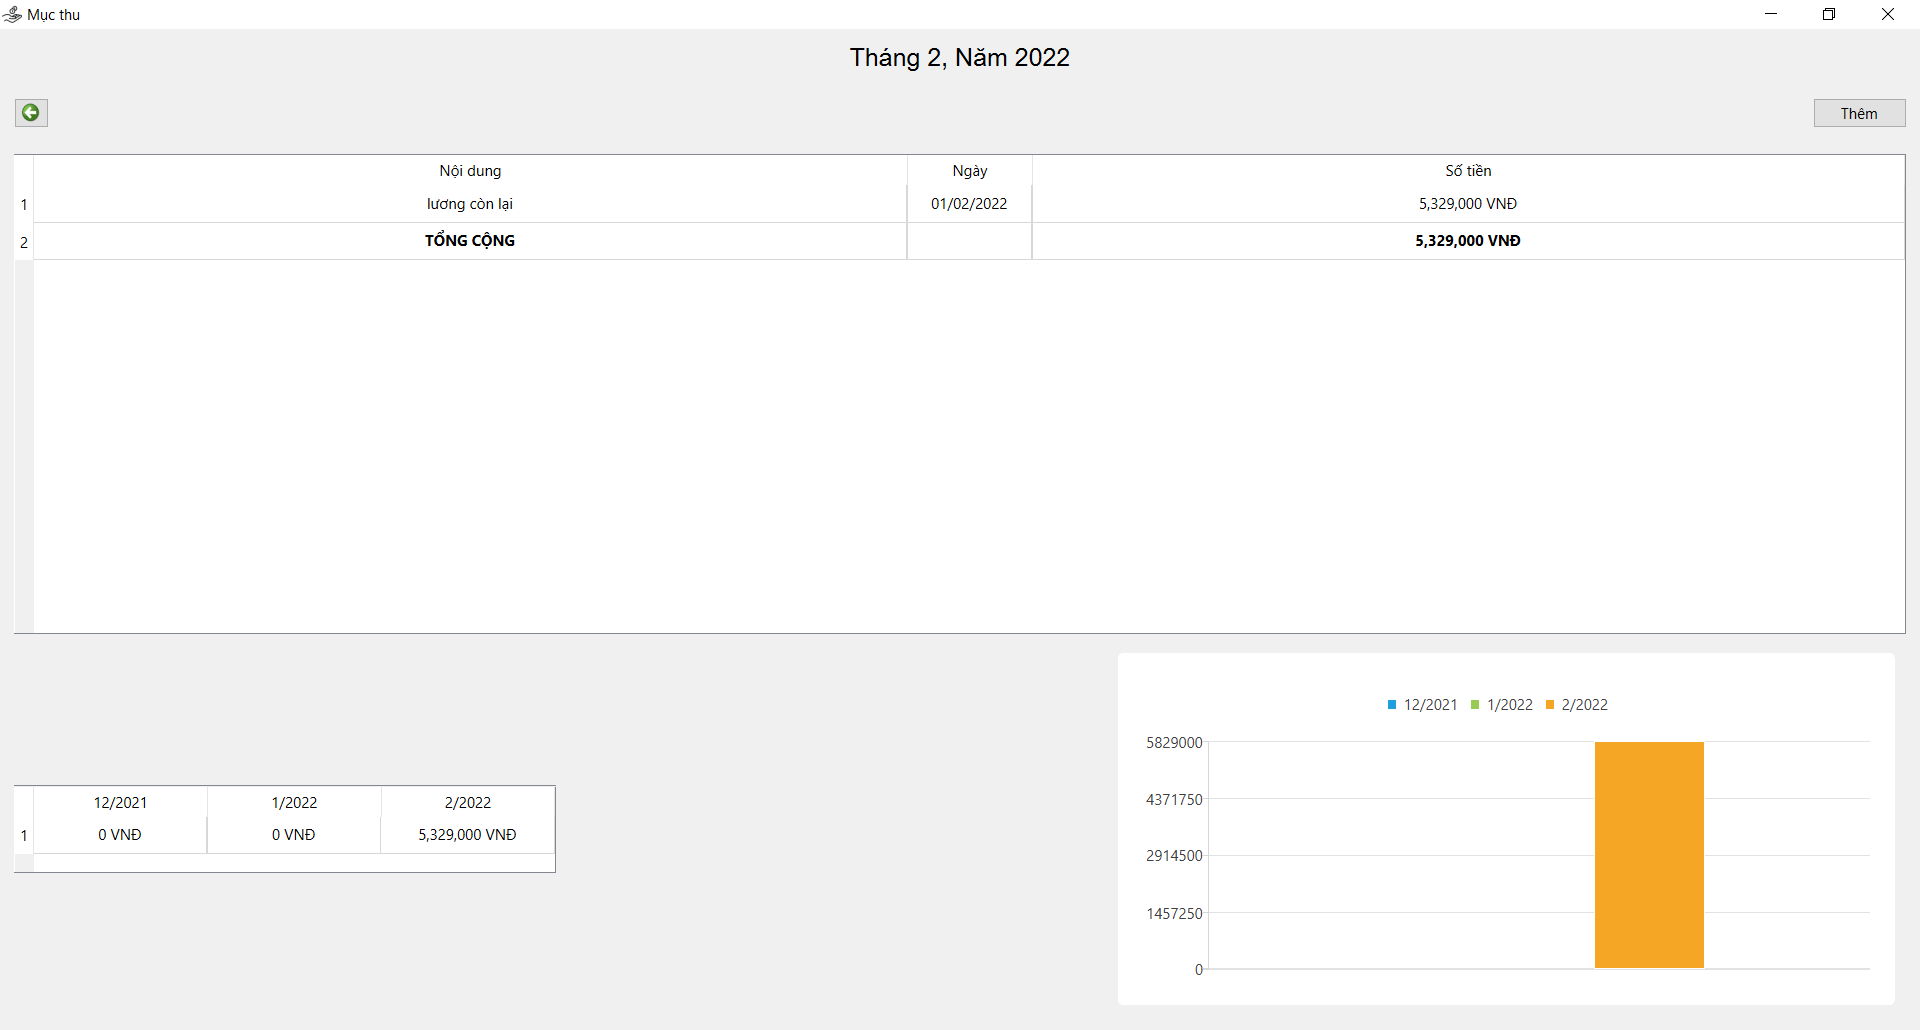 Mục thu
Tháng 2, Năm 2022
Thêm
Nội dung Ngày Số tiền
1 lương còn lại 01/02/2022 5,329,000 VNĐ
2 TỔNG CỘNG 5,329,000 VNĐ
12/2021 1/2022 2/2022
1 0 VNĐ 0 VNĐ 5,329,000 VNĐ
12/2021 1/2022 2/2022
5829000
4371750
2914500
1457250
0